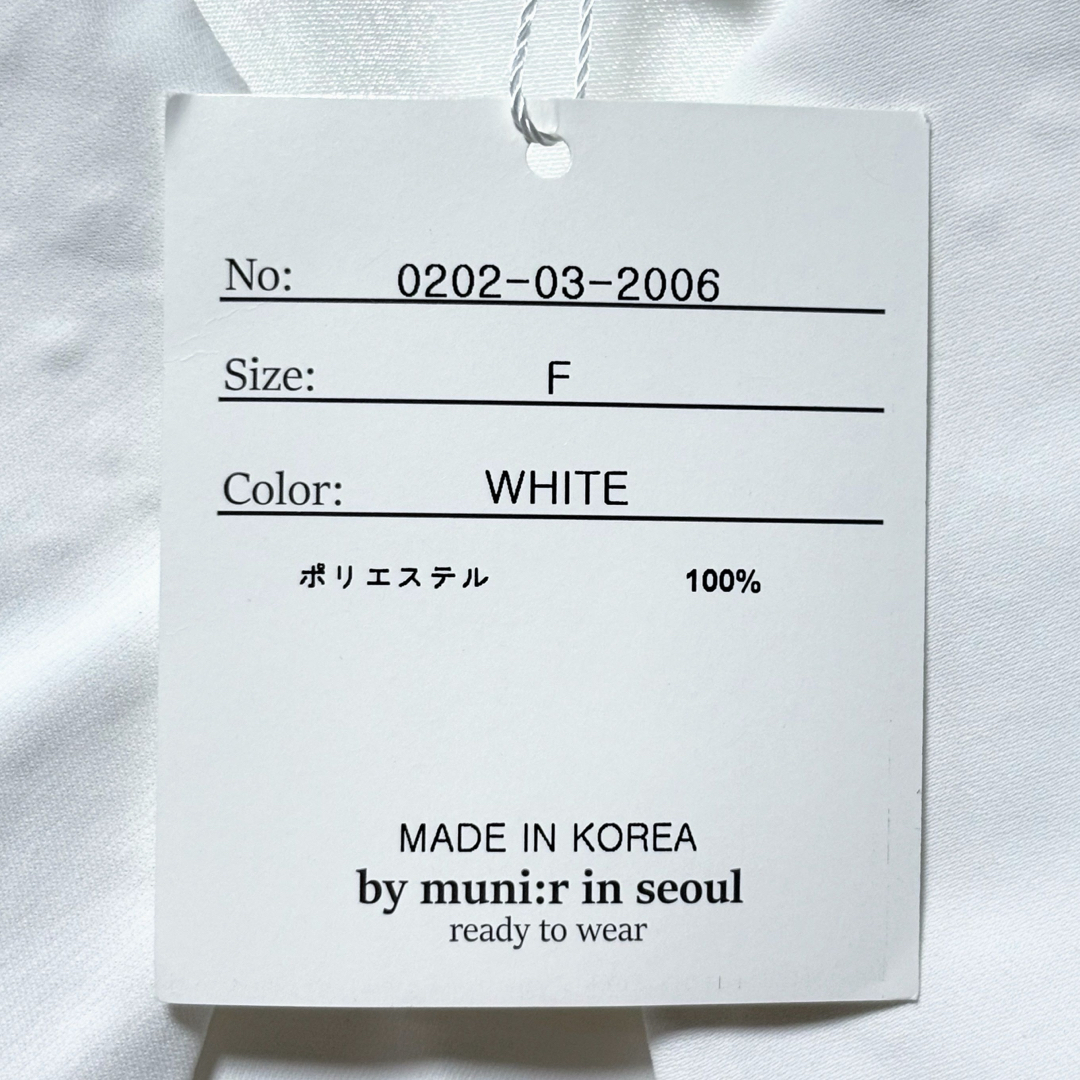 No: 0202-03-2006
Size: F
Color: WHITE
ポリエステル 100%
MADE IN KOREA
by muni:r in seoul
ready to wear